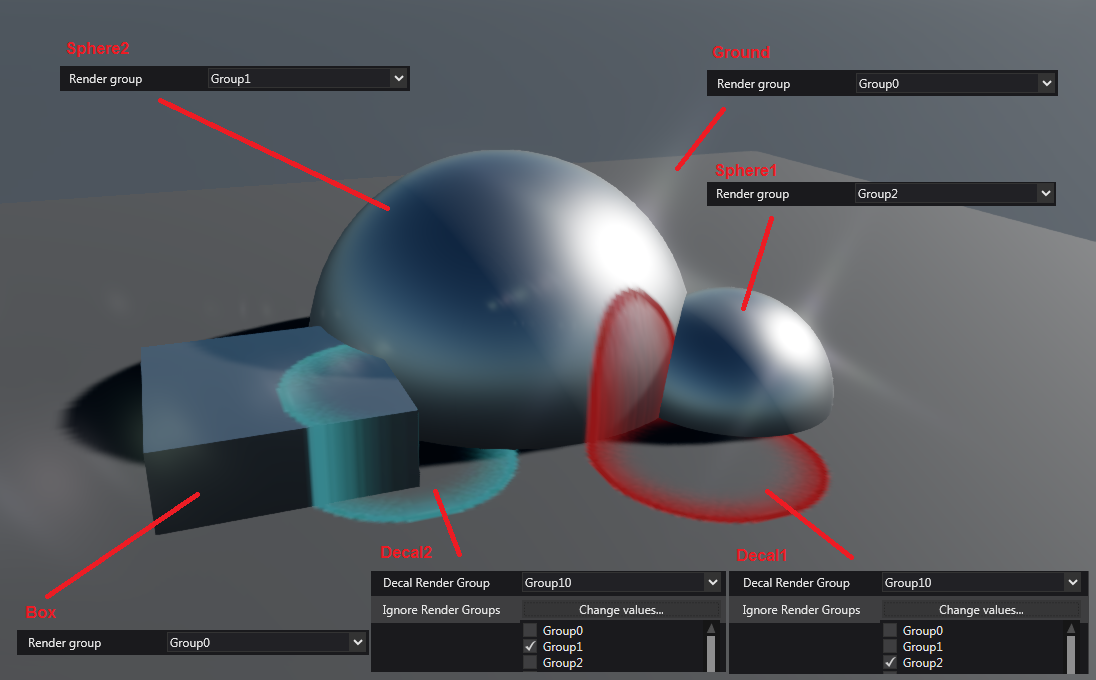 Sphere2
Render group Group1
Ground
Render group Group0
Sphere1
Render group Group2
Decal2
Decal Render Group Group10
Ignore Render Groups Change values...
Group0
Group1
Group2
Decal1
Decal Render Group Group10
Ignore Render Groups Change values...
Group0
Group1
Group2
Box
Render group Group0